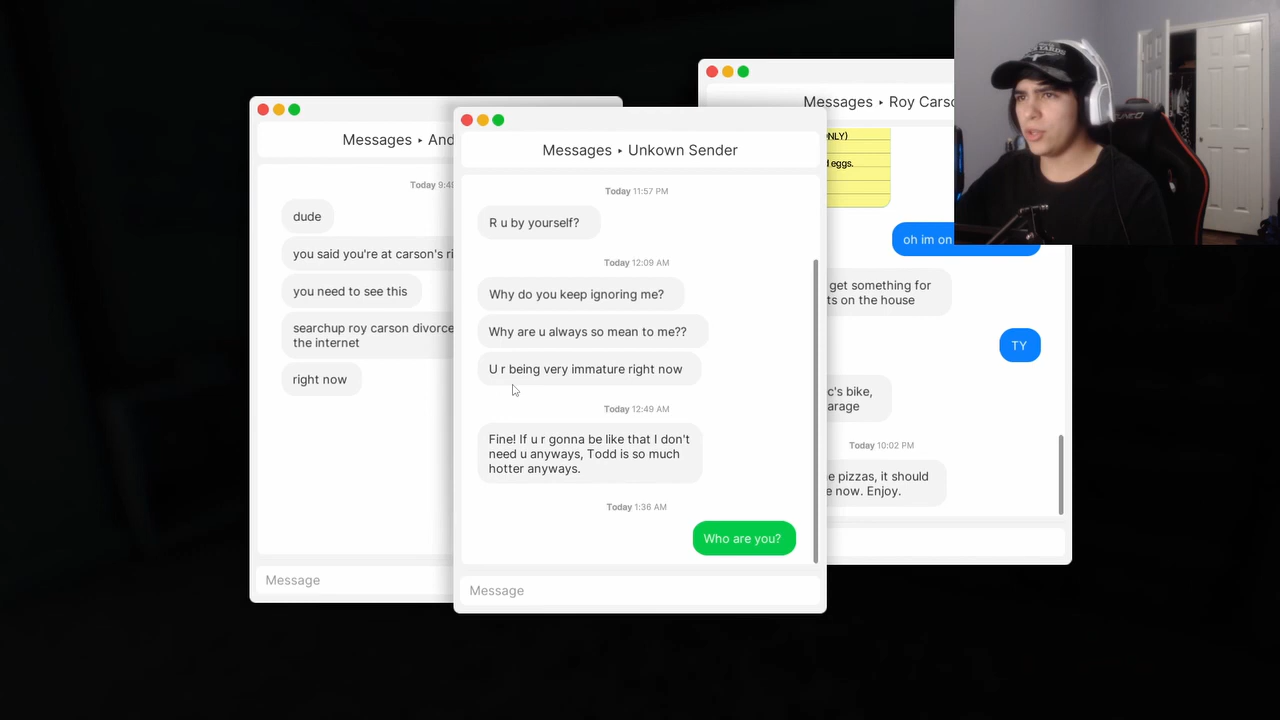 Messages ▸ And
Today 9:4
dude
you said you're at carson's ri
you need to see this
searchup roy carson divorce
the internet
right now
Message
Messages ▸ Unkown Sender
Today 11:57 PM
R u by yourself?
Today 12:09 AM
Why do you keep ignoring me?
Why are u always so mean to me??
U r being very immature right now
Today 12:49 AM
Fine! If u r gonna be like that I don't
need u anyways, Todd is so much
hotter anyways.
Today 1:36 AM
Who are you?
Message
Messages ▸ Roy Carso
NLY)
eggs.
oh im on
get something for
ts on the house
TY
c's bike,
arage
Today 10:02 PM
e pizzas, it should
e now. Enjoy.